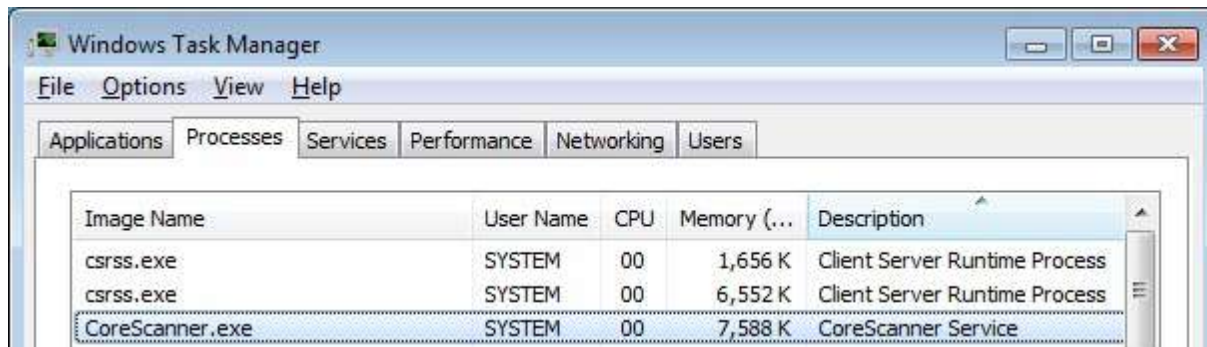 Windows Task Manager
File Options View Help
Applications Processes Services Performance Networking Users
Image Name User Name CPU Memory (... Description
csrss.exe SYSTEM 00 1,656 K Client Server Runtime Process
csrss.exe SYSTEM 00 6,552 K Client Server Runtime Process
CoreScanner.exe SYSTEM 00 7,588 K CoreScanner Service